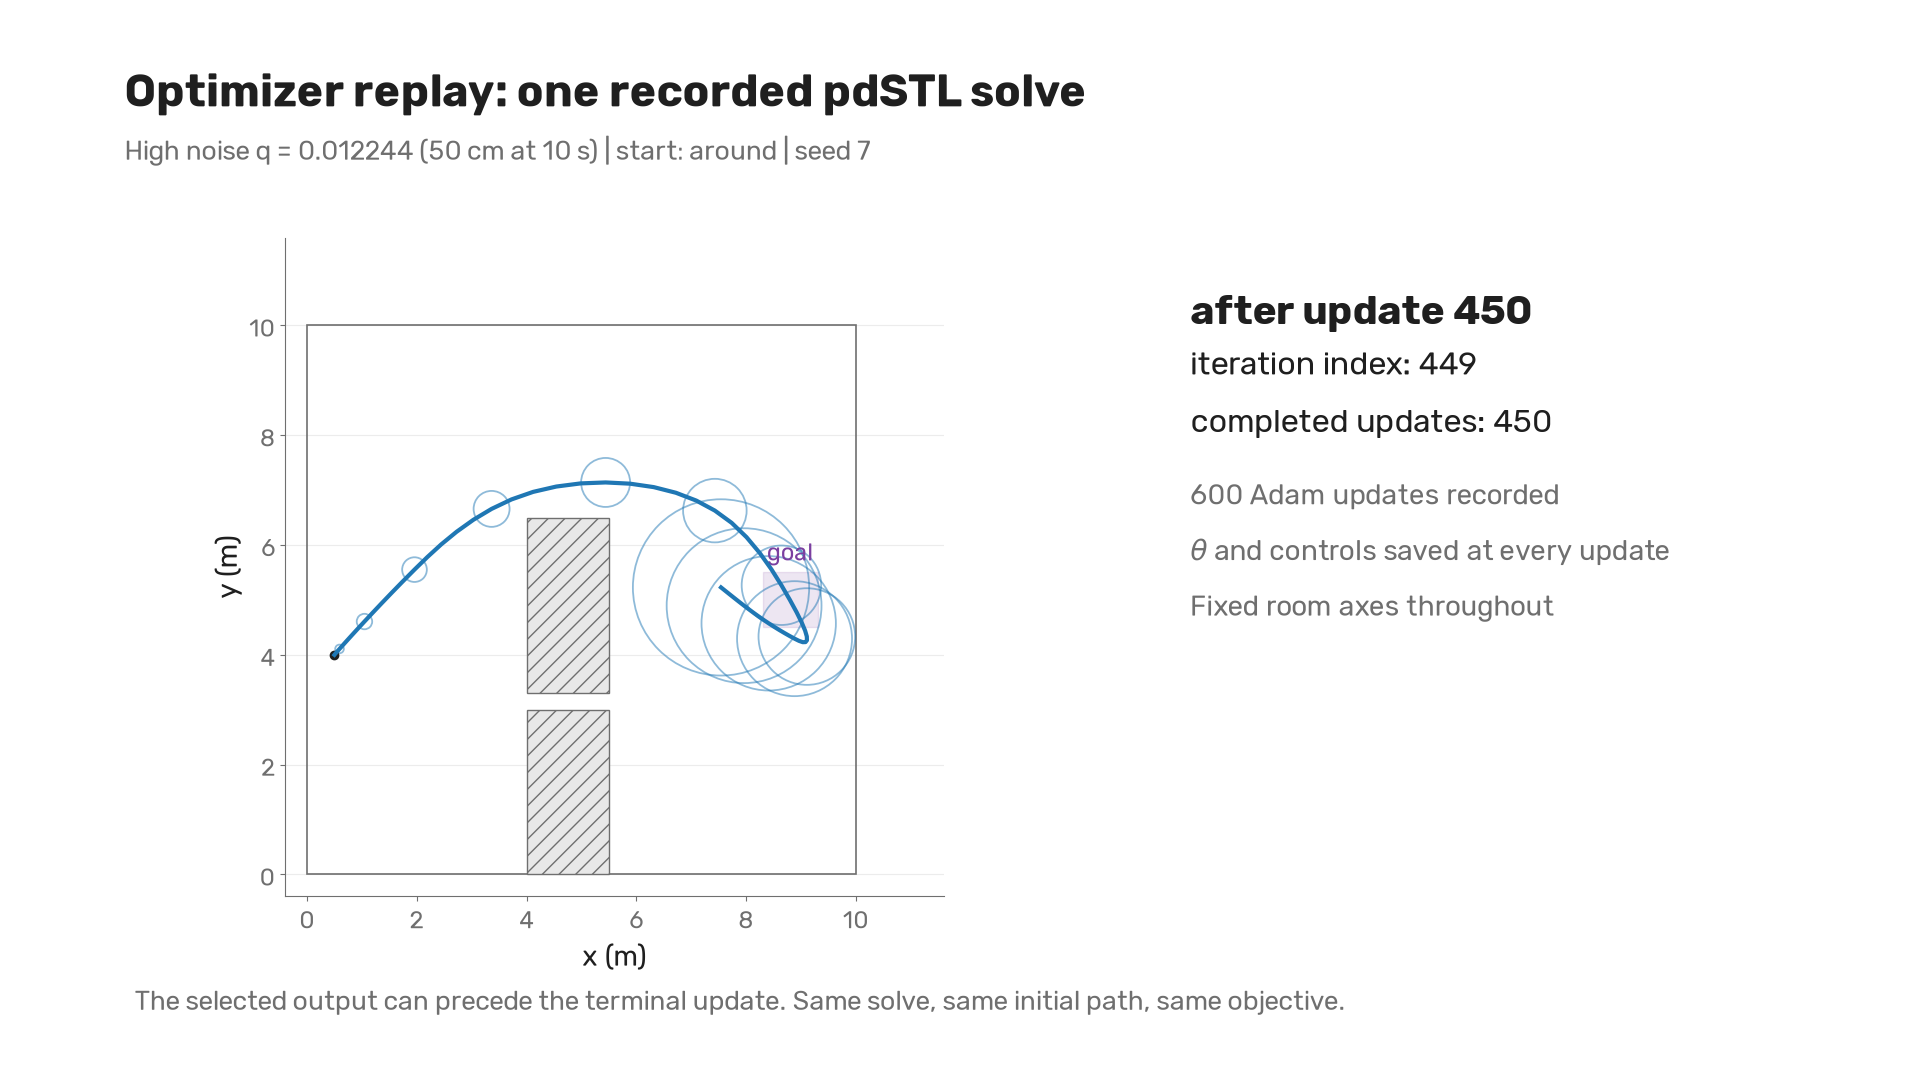 Optimizer replay: one recorded pdSTL solve
High noise q = 0.012244 (50 cm at 10 s) | start: around | seed 7
after update 450
iteration index: 449
completed updates: 450
600 Adam updates recorded
θ and controls saved at every update
Fixed room axes throughout
y (m)
10
8
6
4
2
0
goal
0 2 4 6 8 10
x (m)
The selected output can precede the terminal update. Same solve, same initial path, same objective.